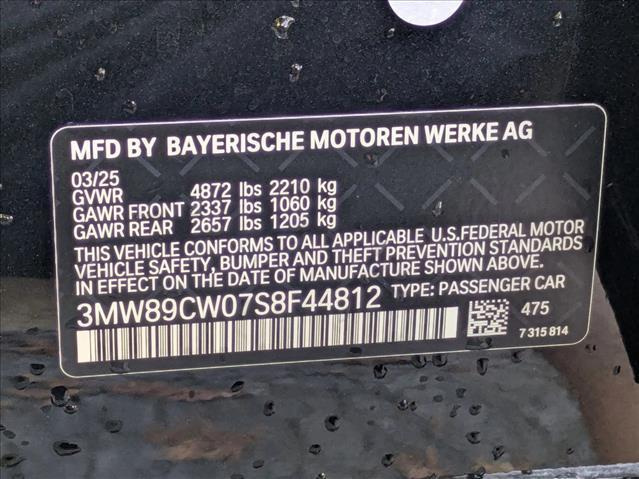 MFD BY BAYERISCHE MOTOREN WERKE AG
03/25
GVWR 4872 lbs 2210 kg
GAWR FRONT 2337 lbs 1060 kg
GAWR REAR 2657 lbs 1205 kg
THIS VEHICLE CONFORMS TO ALL APPLICABLE U.S.FEDERAL MOTOR
VEHICLE SAFETY, BUMPER AND THEFT PREVENTION STANDARDS
IN EFFECT ON THE DATE OF MANUFACTURE SHOWN ABOVE.
3MW89CW07S8F44812 TYPE: PASSENGER CAR
475
7 315 814